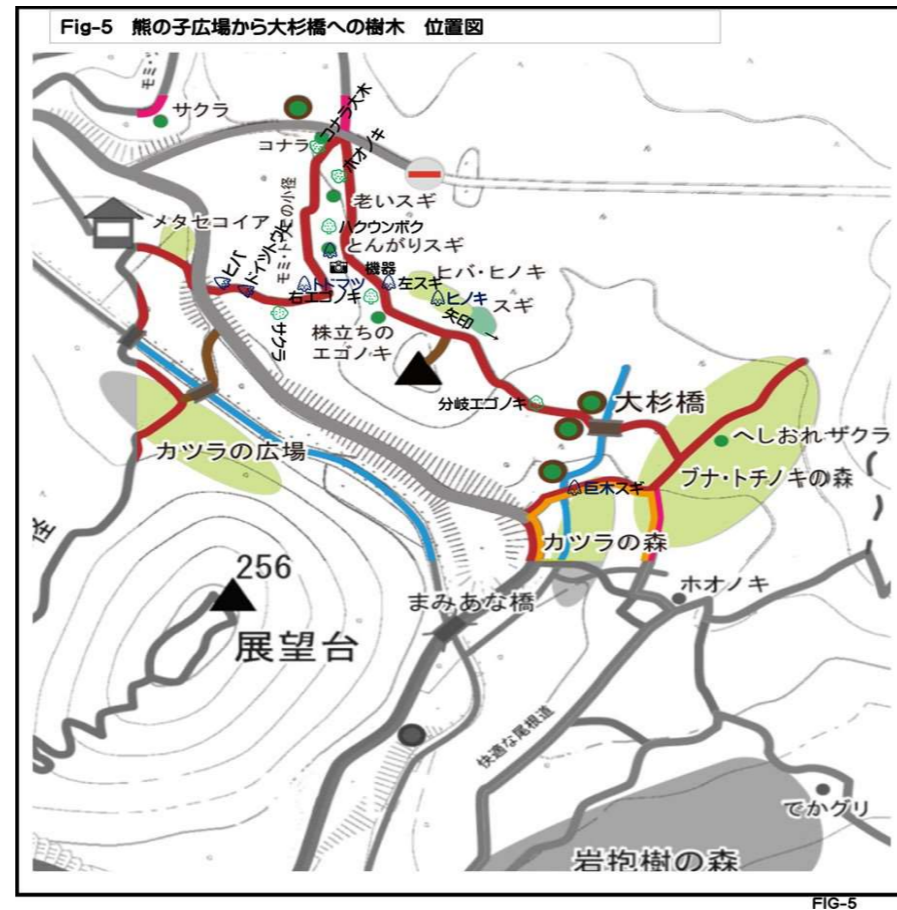 Fig-5 熊の子広場から大杉橋への樹木 位置図
サクラ
コナラ大木
コナラ
ホオノキ
老いスギ
ハクウンボク
とんがりスギ
メタセコイア
ヒバ
トドマツ
機器
左スギ
ヒバ・ヒノキ
ヒノキ
スギ
右エゴノキ
矢印 →
サクラ
株立ちの
エゴノキ
分岐エゴノキ
大杉橋
へしおれザクラ
カツラの広場
ブナ・トチノキの森
巨木スギ
カツラの森
256
ホオノキ
まみあな橋
展望台
快適な尾根道
でかグリ
岩抱樹の森
FIG-5